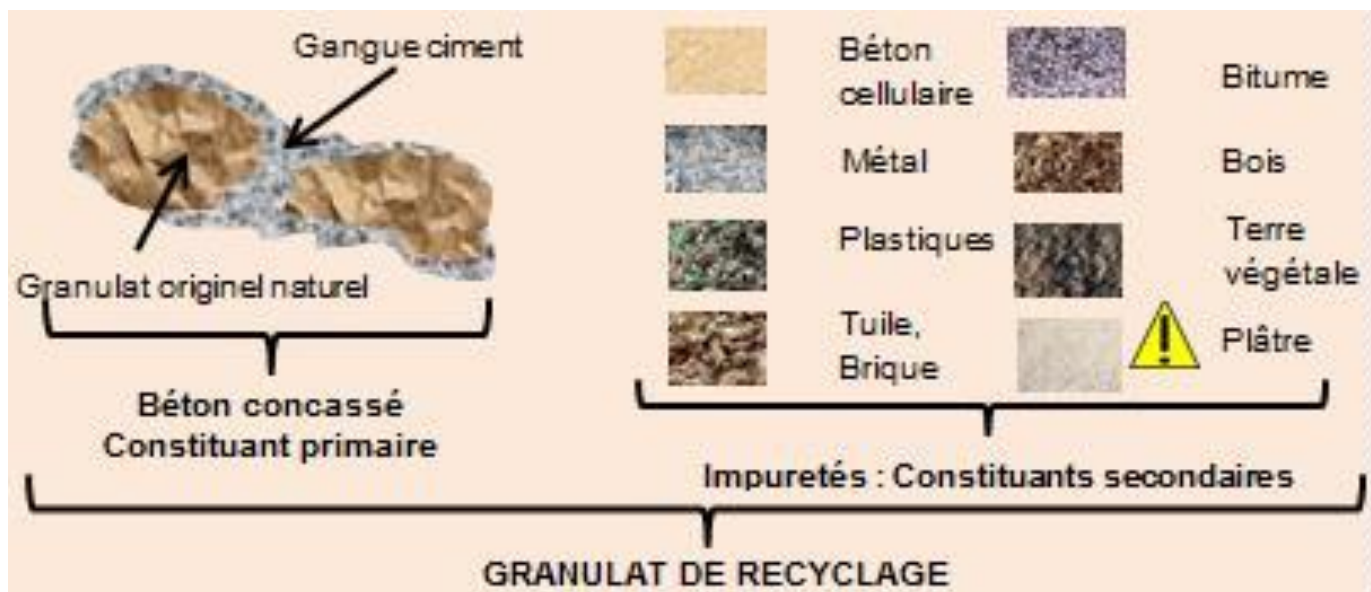 Gangue ciment
Granulat originel naturel
Béton concassé
Constituant primaire
Béton
cellulaire
Métal
Plastiques
Tuile,
Brique
Bitume
Bois
Terre
végétale
Plâtre
Impuretés : Constituants secondaires
GRANULAT DE RECYCLAGE